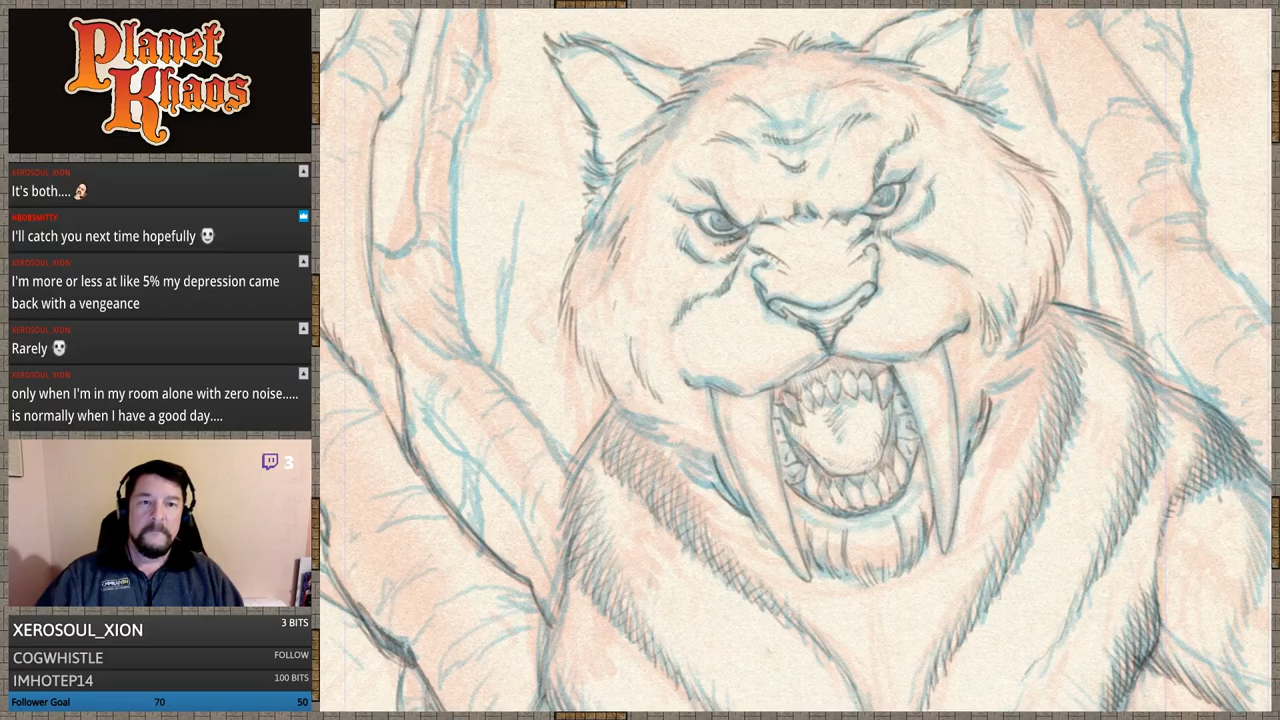 Planet
Khaos
XEROSOUL_XION
It's both....
HBOBSMITTY
I'll catch you next time hopefully
XEROSOUL_XION
I'm more or less at like 5% my depression came
back with a vengeance
XEROSOUL_XION
Rarely
XEROSOUL_XION
only when I'm in my room alone with zero noise.....
is normally when I have a good day....
3
XEROSOUL_XION 3 BITS
COGWHISTLE FOLLOW
IMHOTEP14 100 BITS
Follower Goal 70 50